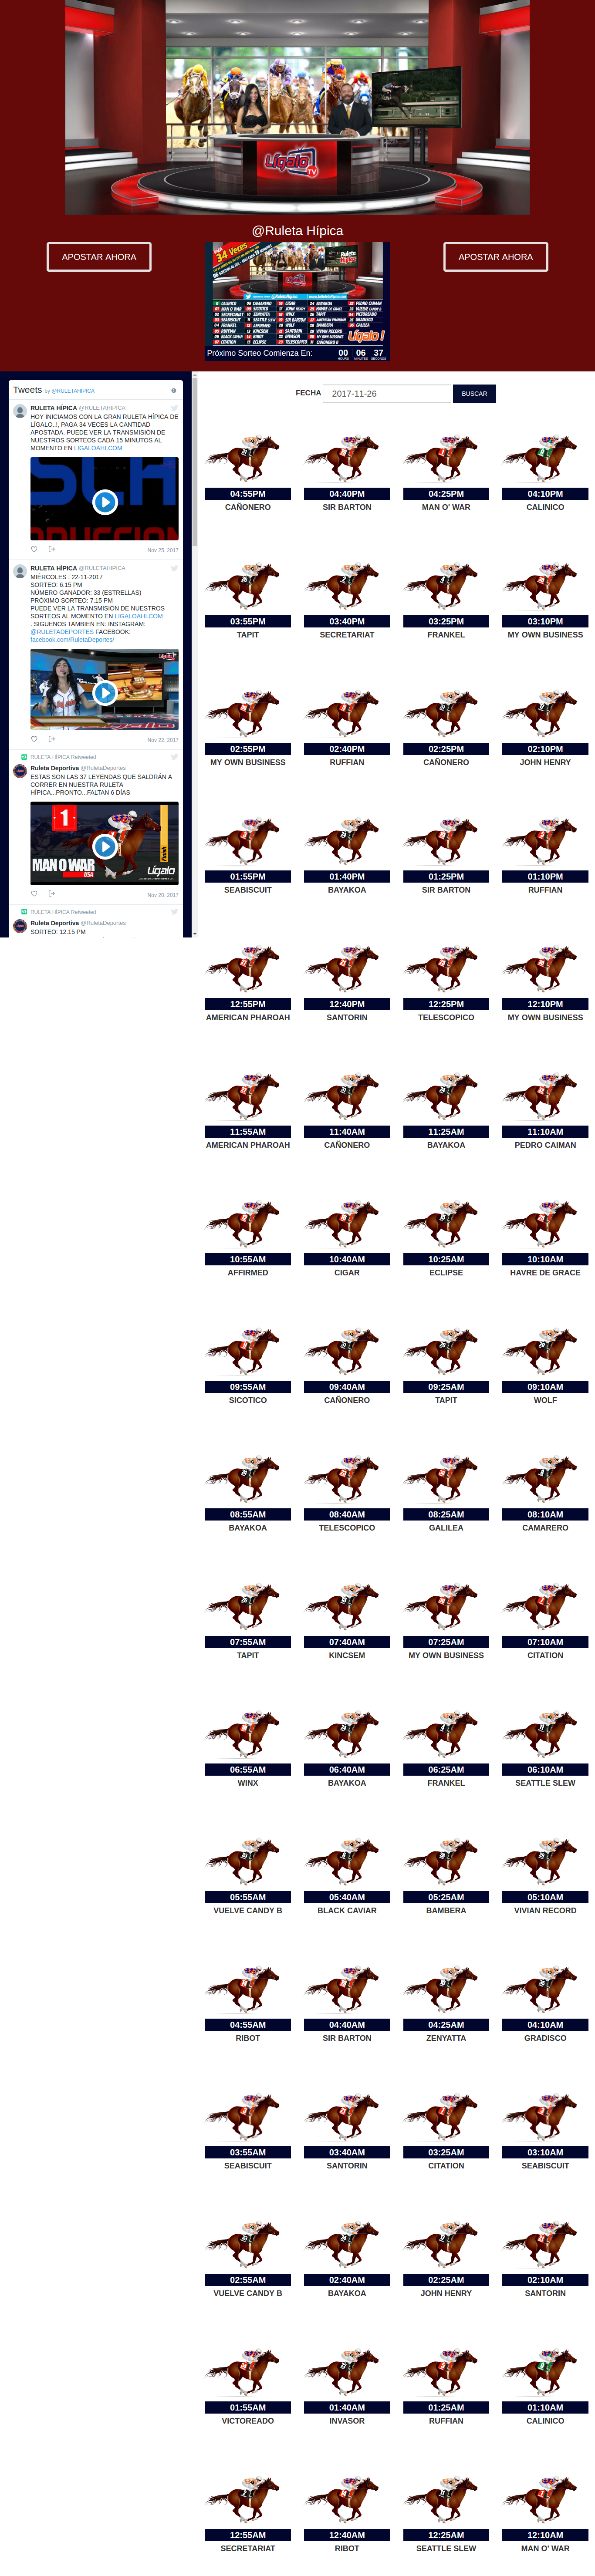 Lígalo
TV
@Ruleta Hípica
APOSTAR AHORA
APOSTAR AHORA
34 Veces
Próximo Sorteo Comienza En:
00 06 37
HOURS MINUTES SECONDS
Tweets by @RULETAHIPICA
RULETA HÍPICA @RULETAHIPICA
HOY INICIAMOS CON LA GRAN RULETA HÍPICA DE
LÍGALO..!, PAGA 34 VECES LA CANTIDAD
APOSTADA. PUEDE VER LA TRANSMISIÓN DE
NUESTROS SORTEOS CADA 15 MINUTOS AL
MOMENTO EN LIGALOAHI.COM
Nov 25, 2017
RULETA HÍPICA @RULETAHIPICA
MIÉRCOLES : 22-11-2017
SORTEO: 6.15 PM
NÚMERO GANADOR: 33 (ESTRELLAS)
PRÓXIMO SORTEO: 7.15 PM
PUEDE VER LA TRANSMISIÓN DE NUESTROS
SORTEOS AL MOMENTO EN LIGALOAHI.COM
. SIGUENOS TAMBIEN EN: INSTAGRAM:
@RULETADEPORTES FACEBOOK:
facebook.com/RuletaDeportes/
Nov 22, 2017
RULETA HÍPICA Retweeted
Ruleta Deportiva @RuletaDeportes
ESTAS SON LAS 37 LEYENDAS QUE SALDRÁN A
CORRER EN NUESTRA RULETA
HÍPICA...PRONTO...FALTAN 6 DÍAS
1
MAN O WAR
USA
Lígalo
Nov 20, 2017
RULETA HÍPICA Retweeted
Ruleta Deportiva @RuletaDeportes
SORTEO: 12.15 PM
FECHA 2017-11-26 BUSCAR
04:55PM 04:40PM 04:25PM 04:10PM
CAÑONERO SIR BARTON MAN O' WAR CALINICO
03:55PM 03:40PM 03:25PM 03:10PM
TAPIT SECRETARIAT FRANKEL MY OWN BUSINESS
02:55PM 02:40PM 02:25PM 02:10PM
MY OWN BUSINESS RUFFIAN CAÑONERO JOHN HENRY
01:55PM 01:40PM 01:25PM 01:10PM
SEABISCUIT BAYAKOA SIR BARTON RUFFIAN
12:55PM 12:40PM 12:25PM 12:10PM
AMERICAN PHAROAH SANTORIN TELESCOPICO MY OWN BUSINESS
11:55AM 11:40AM 11:25AM 11:10AM
AMERICAN PHAROAH CAÑONERO BAYAKOA PEDRO CAIMAN
10:55AM 10:40AM 10:25AM 10:10AM
AFFIRMED CIGAR ECLIPSE HAVRE DE GRACE
09:55AM 09:40AM 09:25AM 09:10AM
SICOTICO CAÑONERO TAPIT WOLF
08:55AM 08:40AM 08:25AM 08:10AM
BAYAKOA TELESCOPICO GALILEA CAMARERO
07:55AM 07:40AM 07:25AM 07:10AM
TAPIT KINCSEM MY OWN BUSINESS CITATION
06:55AM 06:40AM 06:25AM 06:10AM
WINX BAYAKOA FRANKEL SEATTLE SLEW
05:55AM 05:40AM 05:25AM 05:10AM
VUELVE CANDY B BLACK CAVIAR BAMBERA VIVIAN RECORD
04:55AM 04:40AM 04:25AM 04:10AM
RIBOT SIR BARTON ZENYATTA GRADISCO
03:55AM 03:40AM 03:25AM 03:10AM
SEABISCUIT SANTORIN CITATION SEABISCUIT
02:55AM 02:40AM 02:25AM 02:10AM
VUELVE CANDY B BAYAKOA JOHN HENRY SANTORIN
01:55AM 01:40AM 01:25AM 01:10AM
VICTOREADO INVASOR RUFFIAN CALINICO
12:55AM 12:40AM 12:25AM 12:10AM
SECRETARIAT RIBOT SEATTLE SLEW MAN O' WAR